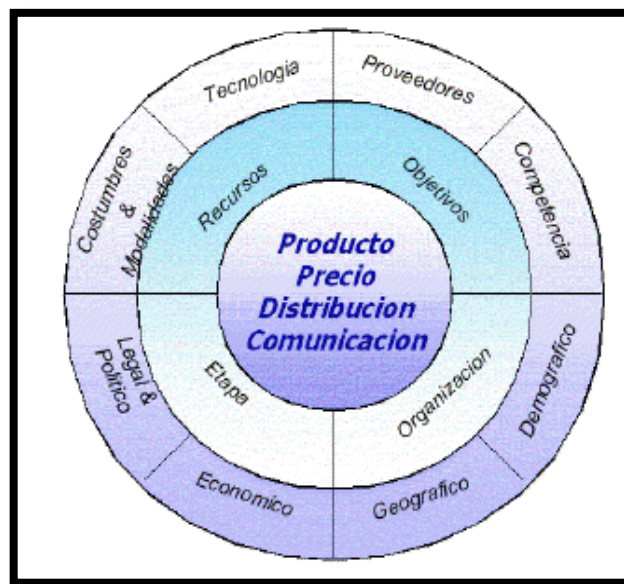 Tecnologia
Proveedores
Costumbres
&
Modalidades
Recursos
Objetivos
Competencia
Producto
Precio
Distribucion
Comunicacion
Legal &
Politico
Etapa
Organizacion
Demografico
Economico
Geografico